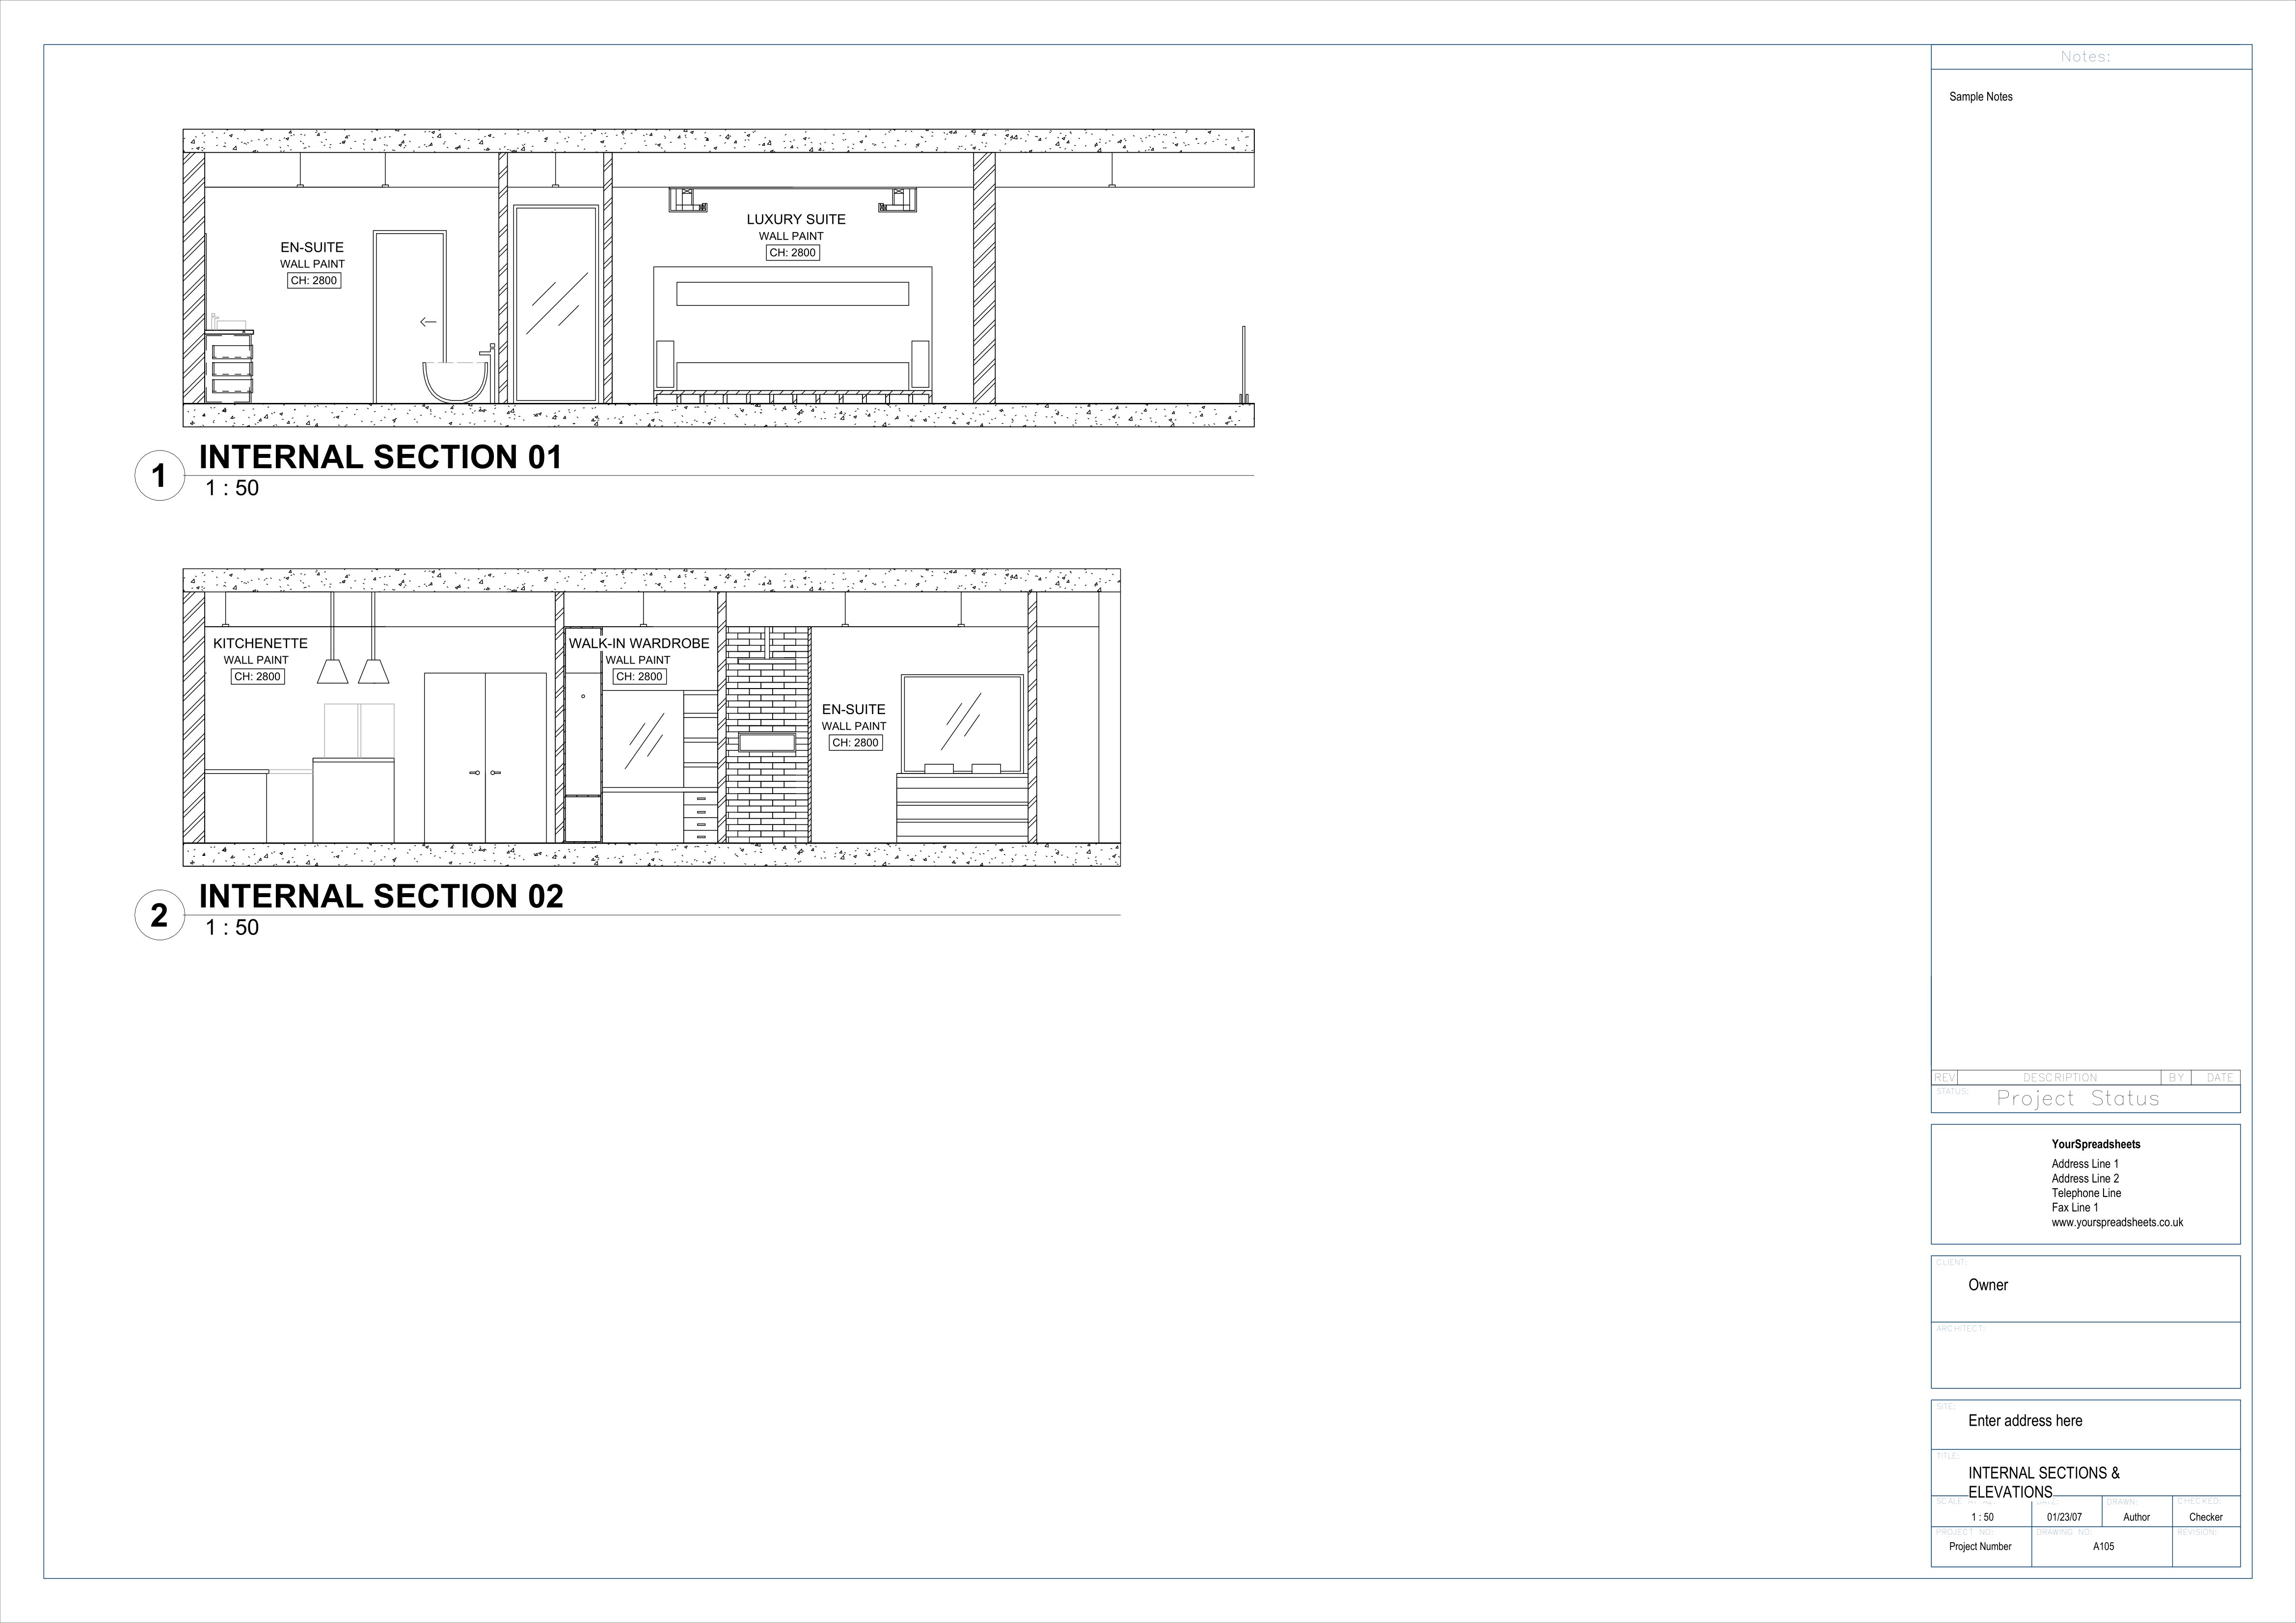 Notes:
Sample Notes
EN-SUITE
WALL PAINT
CH: 2800
LUXURY SUITE
WALL PAINT
CH: 2800
1
INTERNAL SECTION 01
1 : 50
KITCHENETTE
WALL PAINT
CH: 2800
WALK-IN WARDROBE
WALL PAINT
CH: 2800
EN-SUITE
WALL PAINT
CH: 2800
2
INTERNAL SECTION 02
1 : 50
REV DESCRIPTION BY DATE
STATUS: Project Status
YourSpreadsheets
Address Line 1
Address Line 2
Telephone Line
Fax Line 1
www.yourspreadsheets.co.uk
CLIENT:
Owner
ARCHITECT:
SITE:
Enter address here
TITLE:
INTERNAL SECTIONS &
ELEVATIONS
SCALE DRAWN: CHECKED:
1 : 50 01/23/07 Author Checker
PROJECT NO: DRAWING NO: REVISION:
Project Number A105